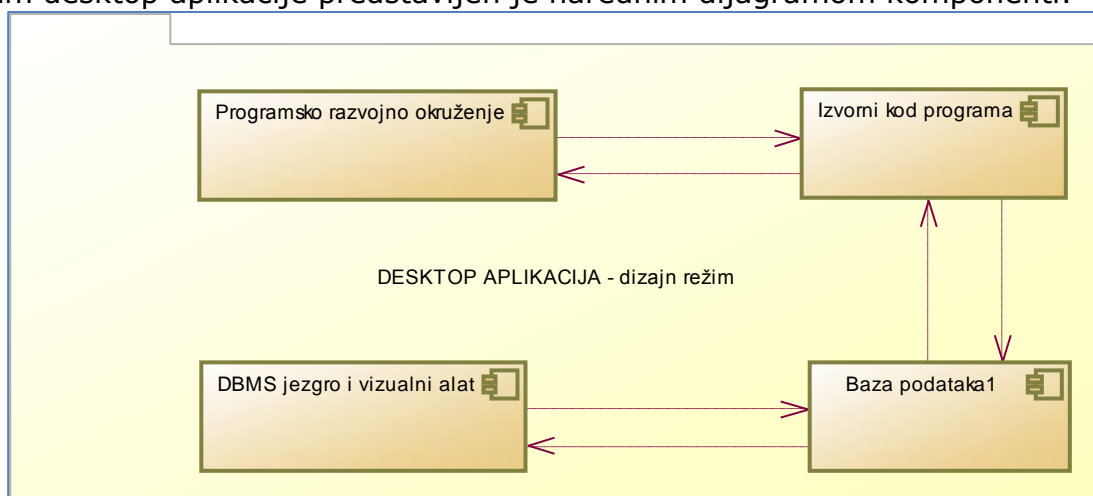 desktop aplikacije predstavljen je narednim dijagramom komponenti.
Programsko razvojno okruženje
Izvorni kod programa
DESKTOP APLIKACIJA - dizajn režim
DBMS jezgro i vizualni alat
Baza podataka1